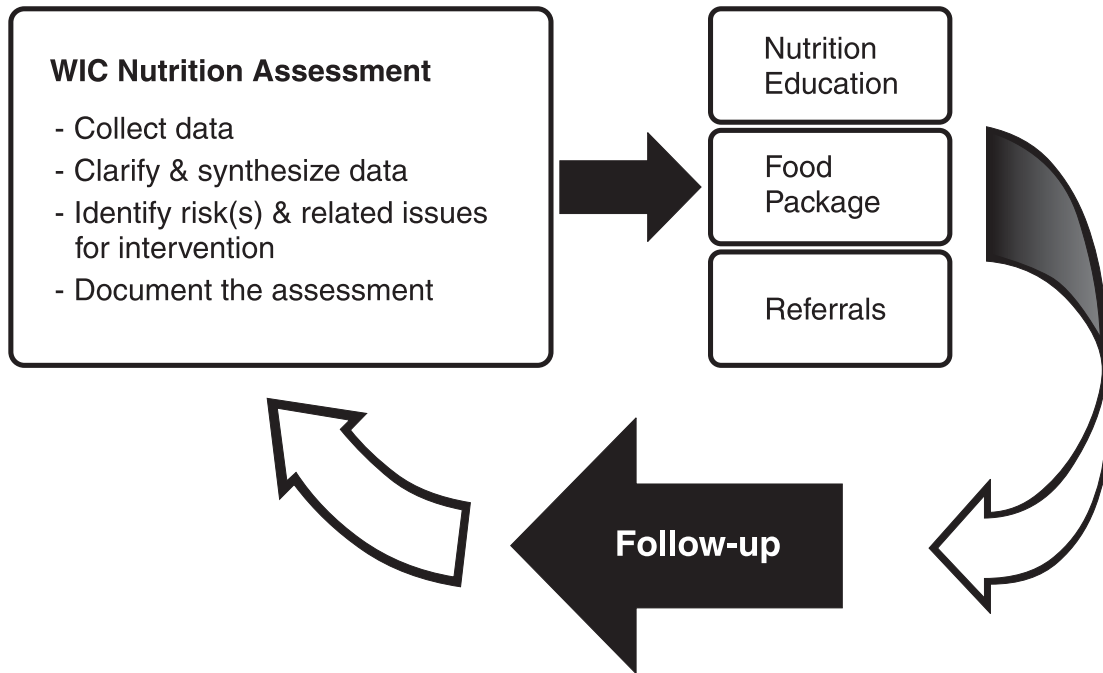 WIC Nutrition Assessment
- Collect data
- Clarify & synthesize data
- Identify risk(s) & related issues
for intervention
- Document the assessment
Nutrition
Education
Food
Package
Referrals
Follow-up